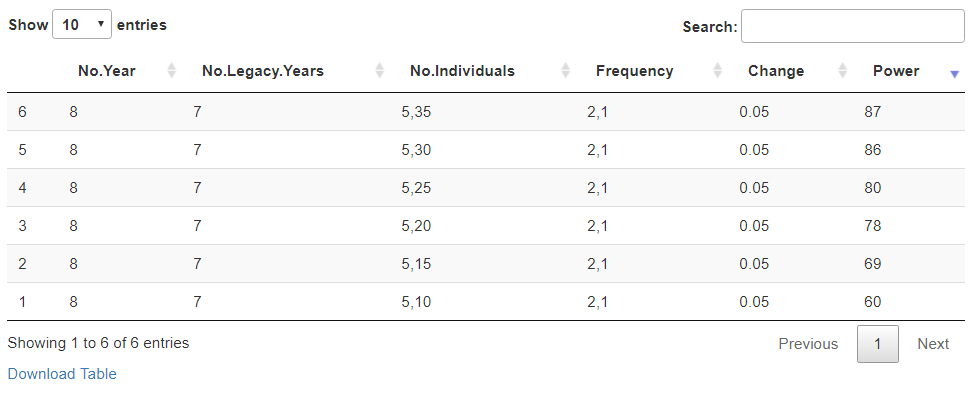 Show 10 entries Search:
No.Year No.Legacy.Years No.Individuals Frequency Change Power
6 8 7 5,35 2,1 0.05 87
5 8 7 5,30 2,1 0.05 86
4 8 7 5,25 2,1 0.05 80
3 8 7 5,20 2,1 0.05 78
2 8 7 5,15 2,1 0.05 69
1 8 7 5,10 2,1 0.05 60
Showing 1 to 6 of 6 entries Previous 1 Next
Download Table